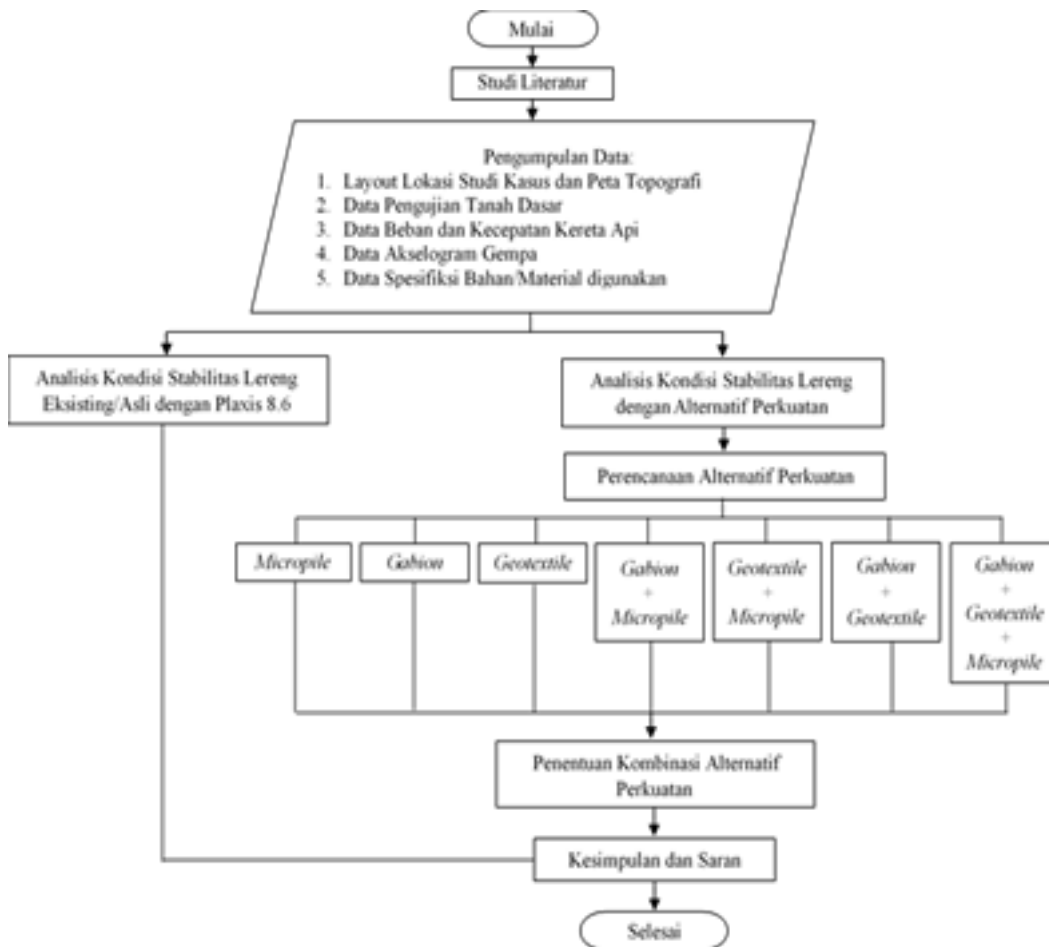 Mulai
Studi Literatur
Pengumpulan Data:
1. Layout Lokasi Studi Kasus dan Peta Topografi
2. Data Pengujian Tanah Dasar
3. Data Beban dan Kecepatan Kereta Api
4. Data Akselogram Gempa
5. Data Spesifiksi Bahan/Material digunakan
Analisis Kondisi Stabilitas Lereng
Eksisting/Asli dengan Plaxis 8.6
Analisis Kondisi Stabilitas Lereng
dengan Alternatif Perkuatan
Perencanaan Alternatif Perkuatan
Micropile
Gabion
Geotextile
Gabion
+
Micropile
Geotextile
+
Micropile
Gabion
+
Geotextile
Gabion
+
Geotextile
+
Micropile
Penentuan Kombinasi Alternatif
Perkuatan
Kesimpulan dan Saran
Selesai